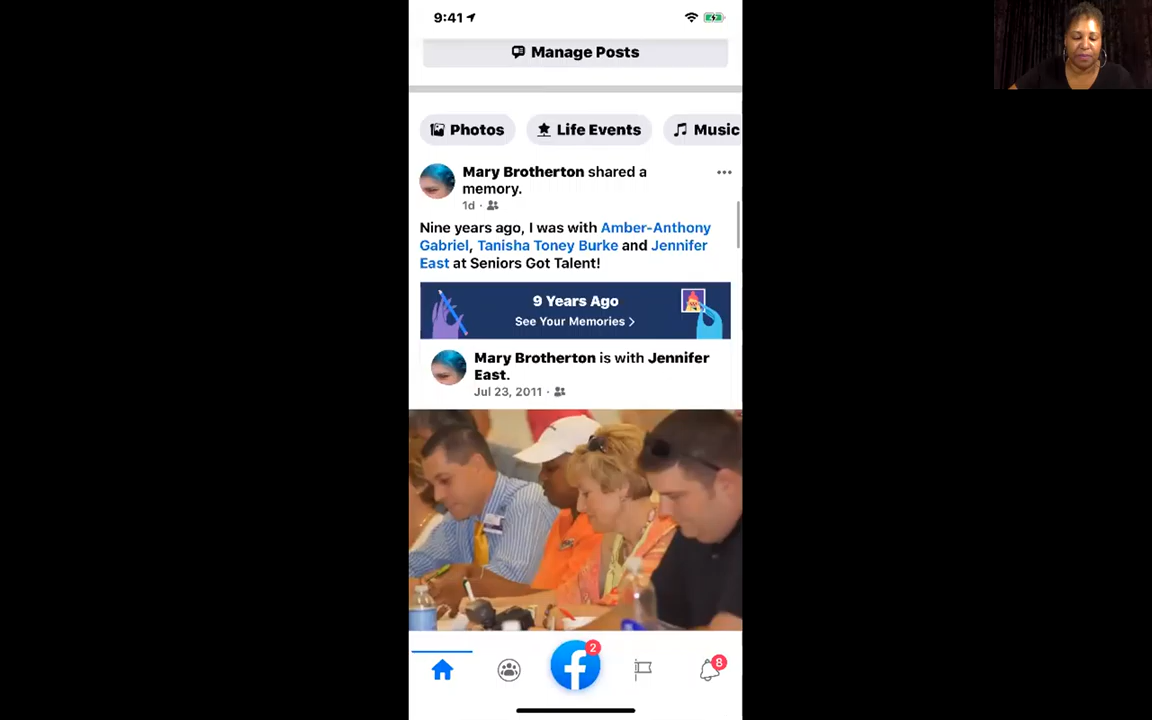 9:41
Manage Posts
Photos
Life Events
Music
Mary Brotherton shared a
memory.
1d ·
Nine years ago, I was with Amber-Anthony
Gabriel, Tanisha Toney Burke and Jennifer
East at Seniors Got Talent!
9 Years Ago
See Your Memories >
Mary Brotherton is with Jennifer
East.
Jul 23, 2011 ·
2
8